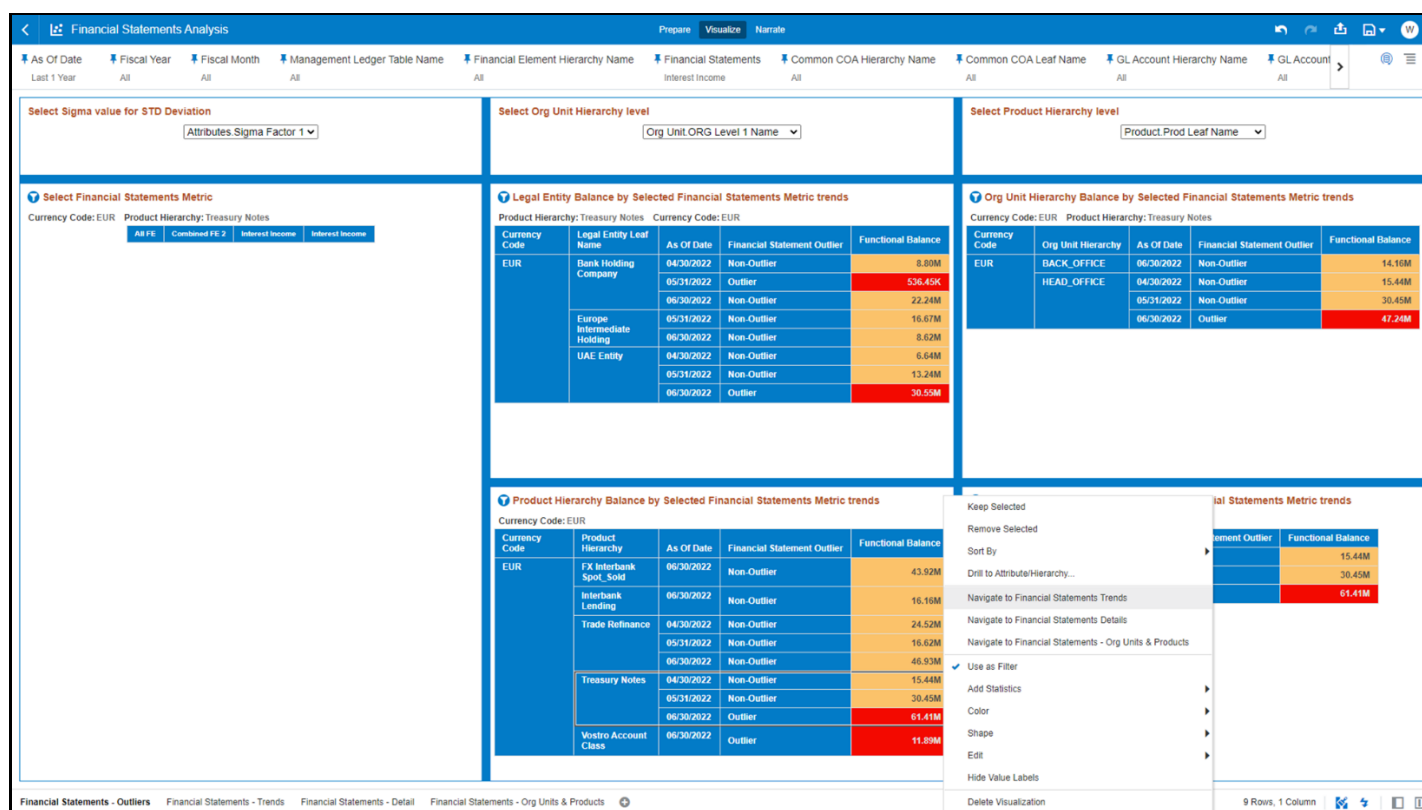 Financial Statements Analysis
Prepare Visualize Narrate
W
As Of Date Fiscal Year Fiscal Month Management Ledger Table Name Financial Element Hierarchy Name Financial Statements Common COA Hierarchy Name Common COA Leaf Name GL Account Hierarchy Name GL Account
Last 1 Year All All All All Interest Income All All All All
Select Sigma value for STD Deviation
Attributes.Sigma Factor 1
Select Org Unit Hierarchy level
Org Unit.ORG Level 1 Name
Select Product Hierarchy level
Product.Prod Leaf Name
Select Financial Statements Metric
Currency Code: EUR Product Hierarchy: Treasury Notes
All FE Combined FE 2 Interest Income Interest Income
Legal Entity Balance by Selected Financial Statements Metric trends
Product Hierarchy: Treasury Notes Currency Code: EUR
Currency Code Legal Entity Leaf Name As Of Date Financial Statement Outlier Functional Balance
EUR Bank Holding Company 04/30/2022 Non-Outlier 8.80M
05/31/2022 Outlier 536.45K
06/30/2022 Non-Outlier 22.24M
Europe Intermediate Holding 05/31/2022 Non-Outlier 16.67M
06/30/2022 Non-Outlier 8.62M
UAE Entity 04/30/2022 Non-Outlier 6.64M
05/31/2022 Non-Outlier 13.24M
06/30/2022 Outlier 30.55M
Org Unit Hierarchy Balance by Selected Financial Statements Metric trends
Currency Code: EUR Product Hierarchy: Treasury Notes
Currency Code Org Unit Hierarchy As Of Date Financial Statement Outlier Functional Balance
EUR BACK_OFFICE 06/30/2022 Non-Outlier 14.16M
HEAD_OFFICE 04/30/2022 Non-Outlier 15.44M
05/31/2022 Non-Outlier 30.45M
06/30/2022 Outlier 47.24M
Product Hierarchy Balance by Selected Financial Statements Metric trends
Currency Code: EUR
Currency Code Product Hierarchy As Of Date Financial Statement Outlier Functional Balance
EUR FX Interbank Spot_Sold 06/30/2022 Non-Outlier 43.92M
Interbank Lending 06/30/2022 Non-Outlier 16.16M
Trade Refinance 04/30/2022 Non-Outlier 24.52M
05/31/2022 Non-Outlier 16.62M
06/30/2022 Non-Outlier 46.93M
Treasury Notes 04/30/2022 Non-Outlier 15.44M
05/31/2022 Non-Outlier 30.45M
06/30/2022 Outlier 61.41M
Vostro Account Class 06/30/2022 Outlier 11.89M
Keep Selected
Remove Selected
Sort By
Drill to Attribute/Hierarchy...
Navigate to Financial Statements Trends
Navigate to Financial Statements Details
Navigate to Financial Statements - Org Units & Products
Use as Filter
Add Statistics
Color
Shape
Edit
Hide Value Labels
Delete Visualization
ial Statements Metric trends
tement Outlier Functional Balance
15.44M
30.45M
61.41M
Financial Statements - Outliers Financial Statements - Trends Financial Statements - Detail Financial Statements - Org Units & Products
9 Rows, 1 Column